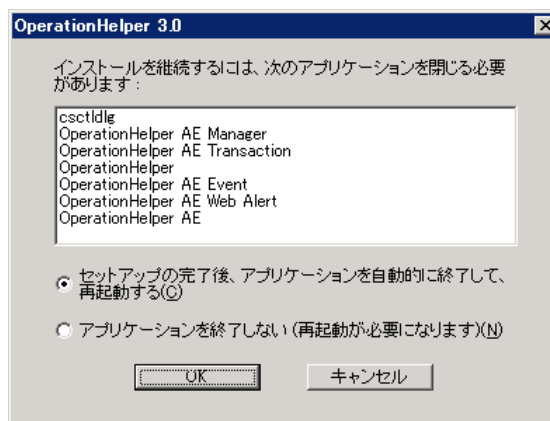 OperationHelper 3.0
インストールを継続するには、次のアプリケーションを閉じる必要
があります：
csctldlg
OperationHelper AE Manager
OperationHelper AE Transaction
OperationHelper
OperationHelper AE Event
OperationHelper AE Web Alert
OperationHelper AE
セットアップの完了後、アプリケーションを自動的に終了して、
再起動する(C)
アプリケーションを終了しない（再起動が必要になります）(N)
OK
キャンセル